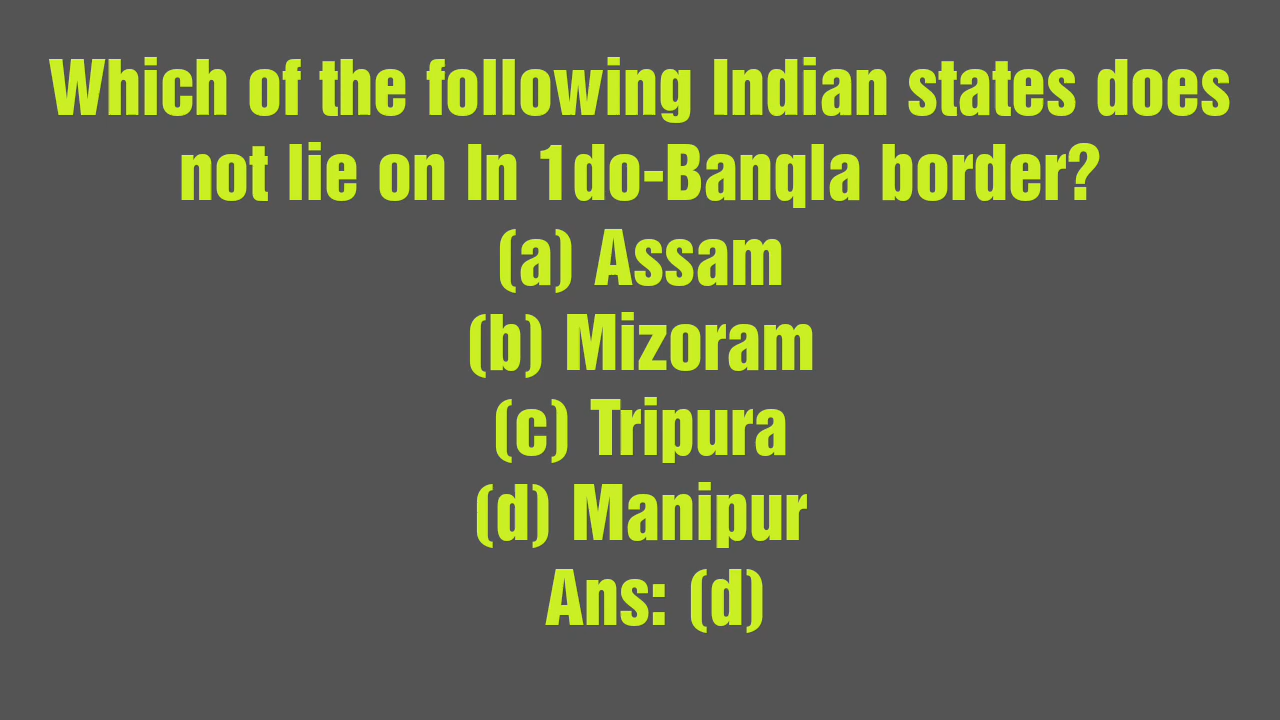 Which of the following Indian states does
not lie on In 1do-Banqla border?
(a) Assam
(b) Mizoram
(c) Tripura
(d) Manipur
Ans: (d)